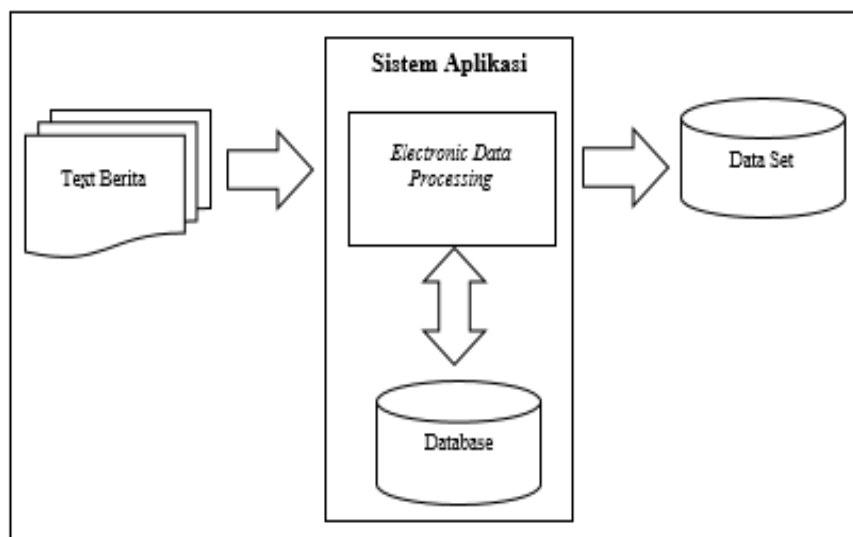 Sistem Aplikasi
Text Berita
Electronic Data
Processing
Data Set
Database